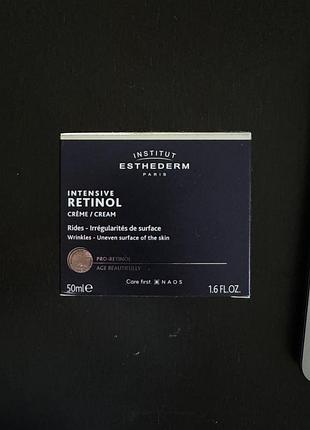 INSTITUT
ESTHEDERM
PARIS
INTENSIVE
RETINOL
CRÈME / CREAM
Rides - Irrégularités de surface
Wrinkles - Uneven surface of the skin
PRO-RETINOL
AGE BEAUTIFULLY
Care first. NAOS
50ml℮ 1.6 FL.OZ.